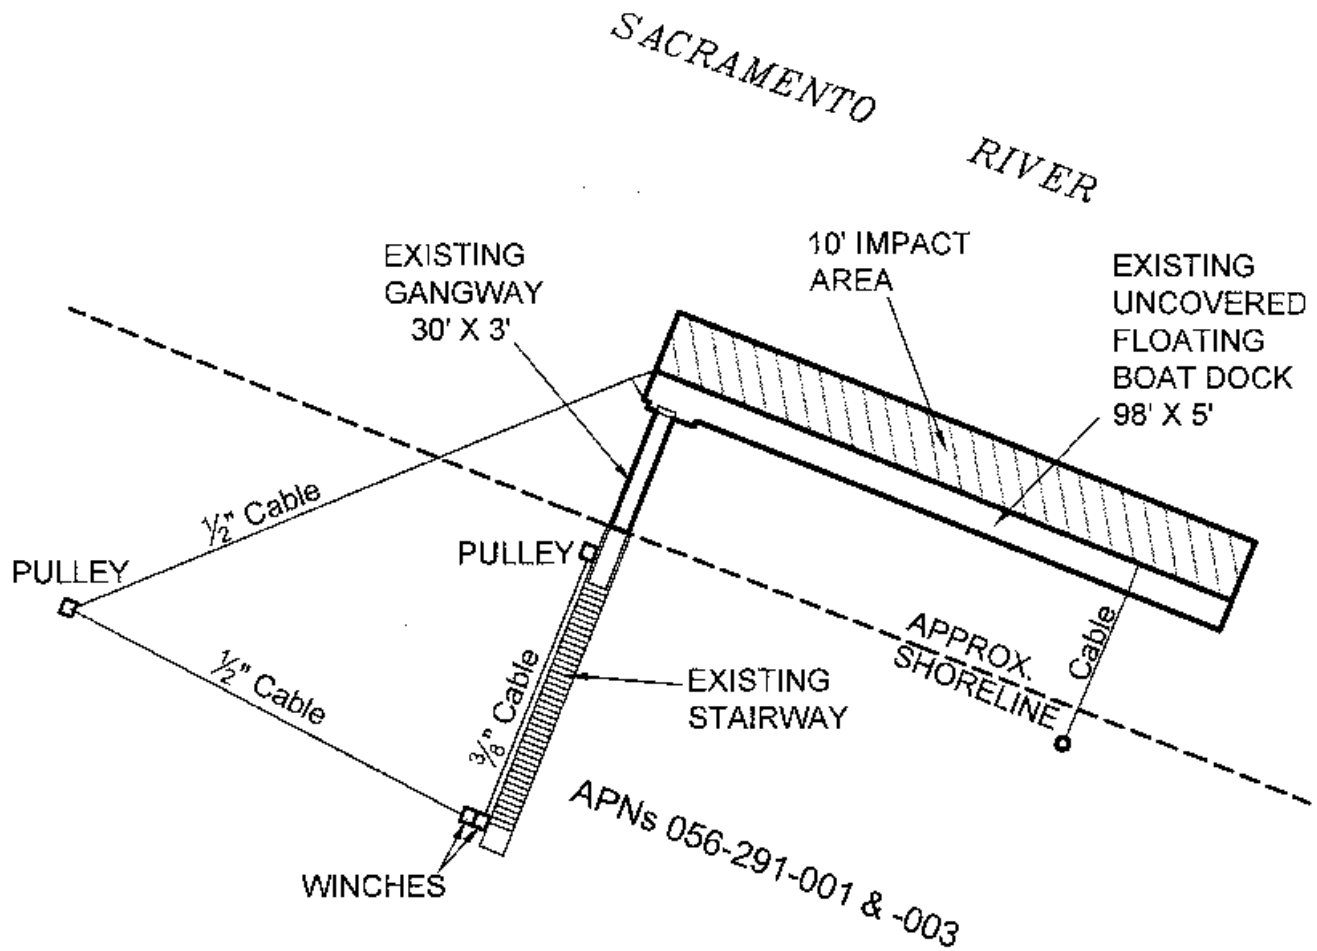 SACRAMENTO RIVER
EXISTING
GANGWAY
30' X 3'
10' IMPACT
AREA
EXISTING
UNCOVERED
FLOATING
BOAT DOCK
98' X 5'
½" Cable
PULLEY
PULLEY
½" Cable
⅜" Cable
EXISTING
STAIRWAY
APPROX.
SHORELINE
Cable
WINCHES
APNs 056-291-001 & -003